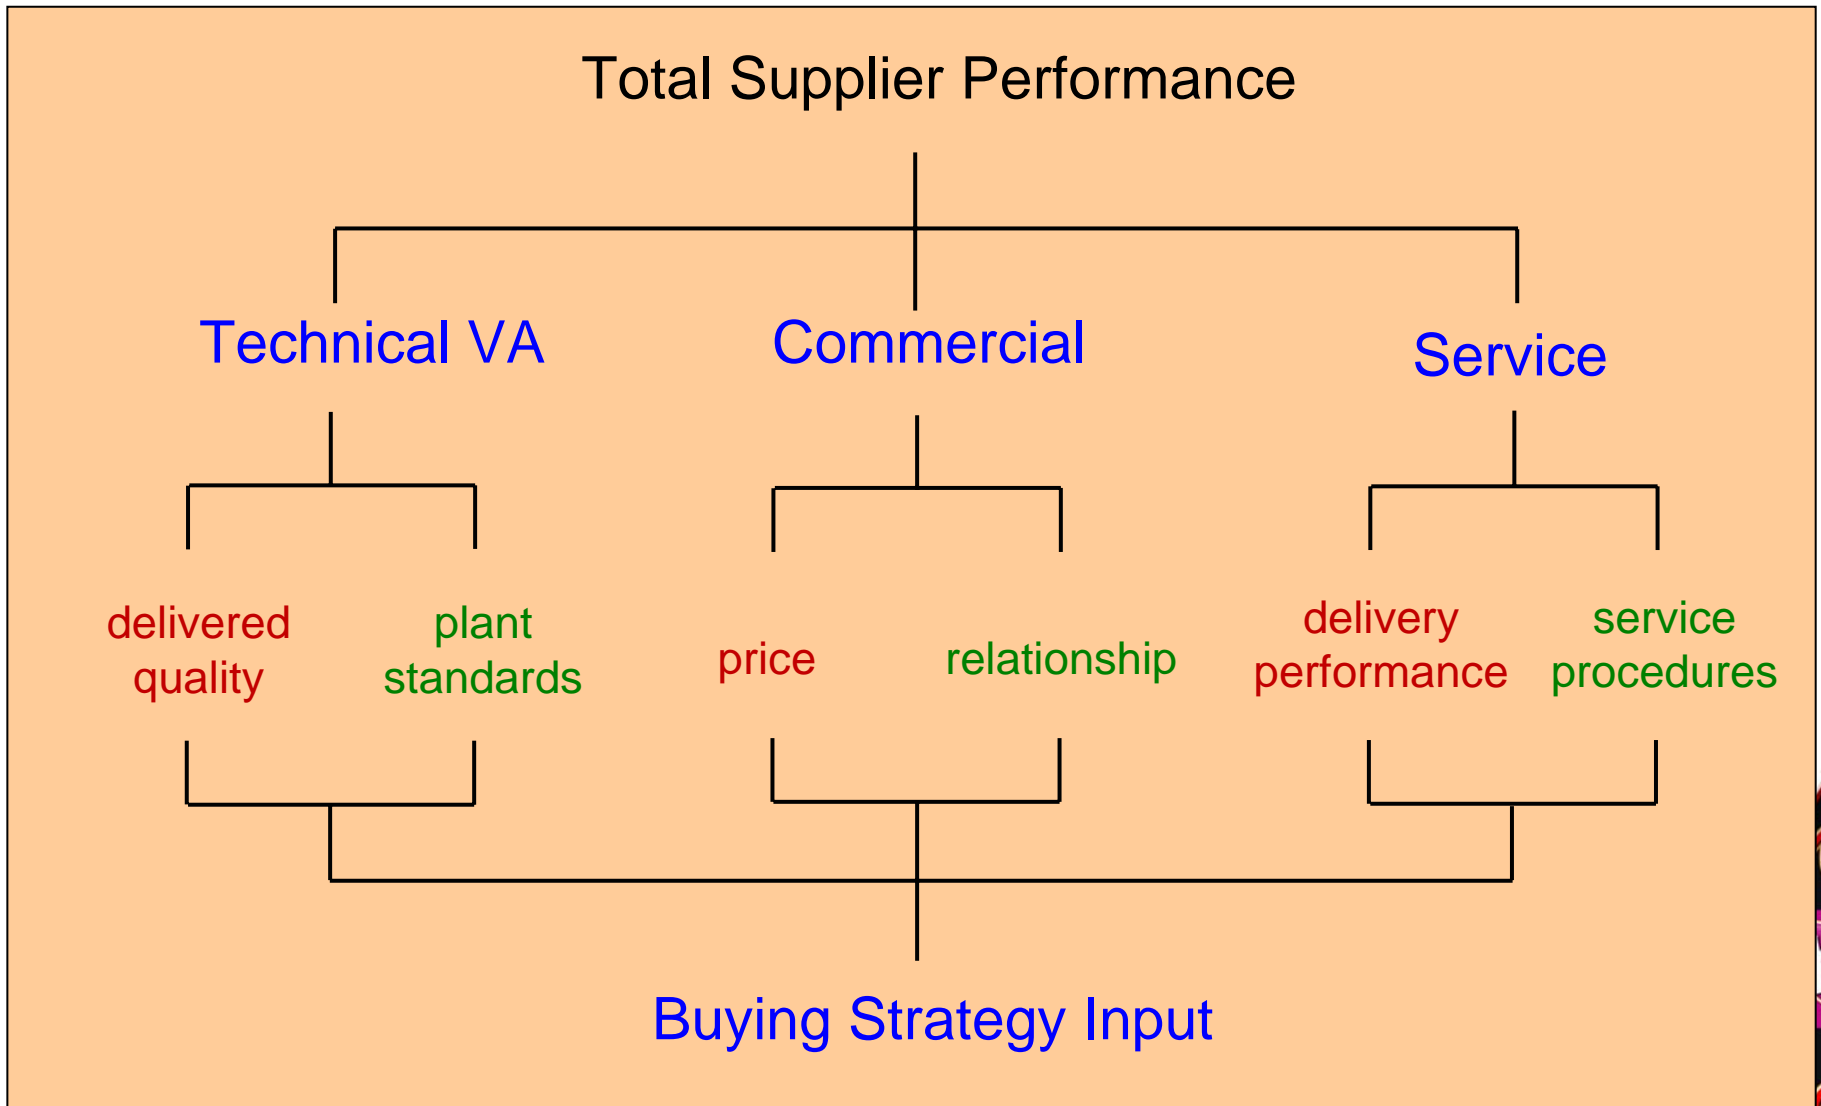 Total Supplier Performance
Technical VA
Commercial
Service
delivered
quality
plant
standards
price
relationship
delivery
performance
service
procedures
Buying Strategy Input